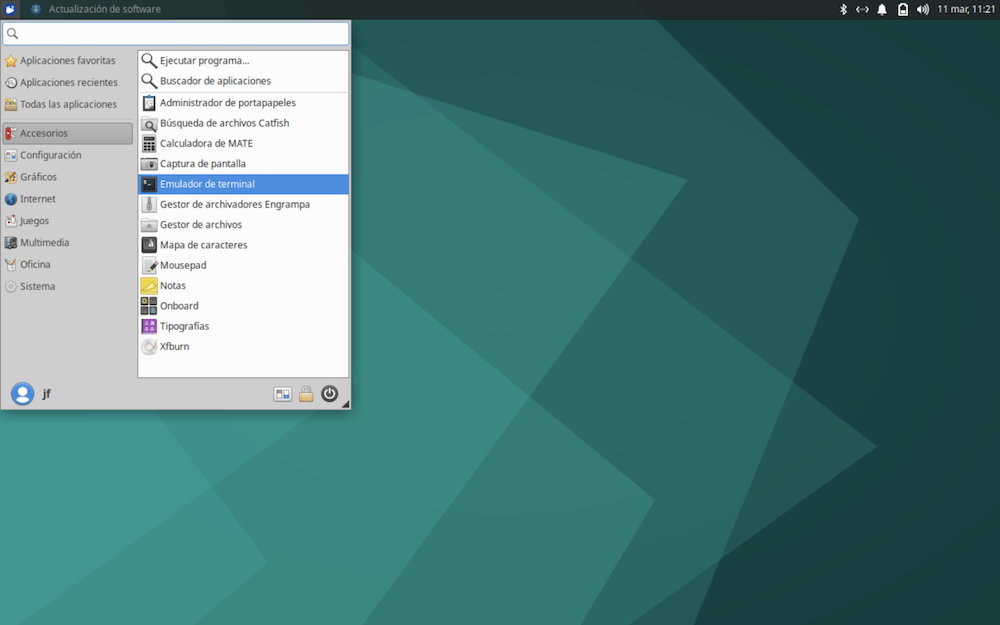 Actualización de software
11 mar, 11:21
Aplicaciones favoritas
Aplicaciones recientes
Todas las aplicaciones
Accesorios
Configuración
Gráficos
Internet
Juegos
Multimedia
Oficina
Sistema
Ejecutar programa...
Buscador de aplicaciones
Administrador de portapapeles
Búsqueda de archivos Catfish
Calculadora de MATE
Captura de pantalla
Emulador de terminal
Gestor de archivadores Engrampa
Gestor de archivos
Mapa de caracteres
Mousepad
Notas
Onboard
Tipografías
Xfburn
jf